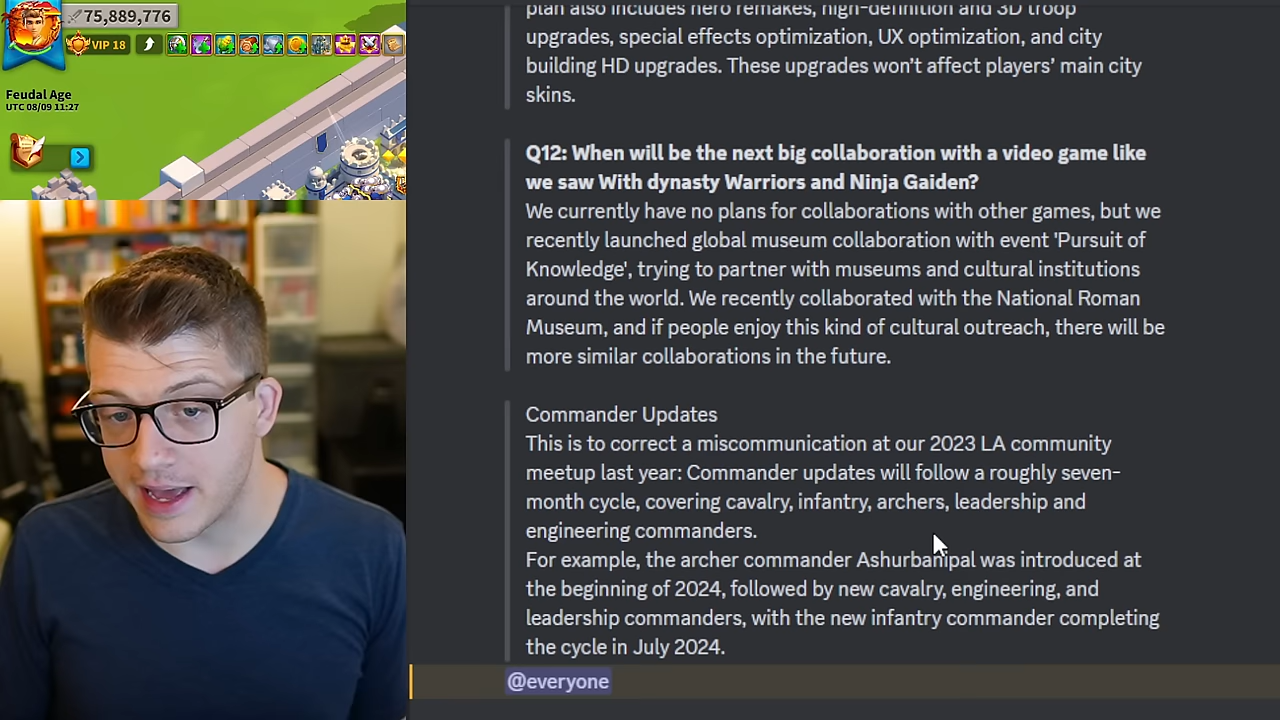 75,889,776
VIP 18
Feudal Age
UTC 08/09 11:27
plan also includes hero remakes, high-definition and 3D troop
upgrades, special effects optimization, UX optimization, and city
building HD upgrades. These upgrades won’t affect players’ main city
skins.
Q12: When will be the next big collaboration with a video game like
we saw With dynasty Warriors and Ninja Gaiden?
We currently have no plans for collaborations with other games, but we
recently launched global museum collaboration with event 'Pursuit of
Knowledge', trying to partner with museums and cultural institutions
around the world. We recently collaborated with the National Roman
Museum, and if people enjoy this kind of cultural outreach, there will be
more similar collaborations in the future.
Commander Updates
This is to correct a miscommunication at our 2023 LA community
meetup last year: Commander updates will follow a roughly seven-
month cycle, covering cavalry, infantry, archers, leadership and
engineering commanders.
For example, the archer commander Ashurbanipal was introduced at
the beginning of 2024, followed by new cavalry, engineering, and
leadership commanders, with the new infantry commander completing
the cycle in July 2024.
@everyone